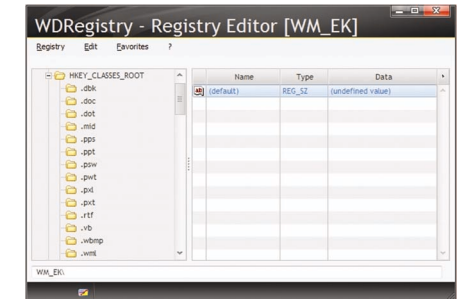 WDRegistry - Registry Editor [WM_EK]
Registry Edit Favorites ?
HKEY_CLASSES_ROOT
.dbk
.doc
.dot
.mid
.pps
.ppt
.psw
.pwt
.pxl
.pxt
.rtf
.vb
.wbmp
.wml
Name Type Data
ab (default) REG_SZ (undefined value)
WM_EK\